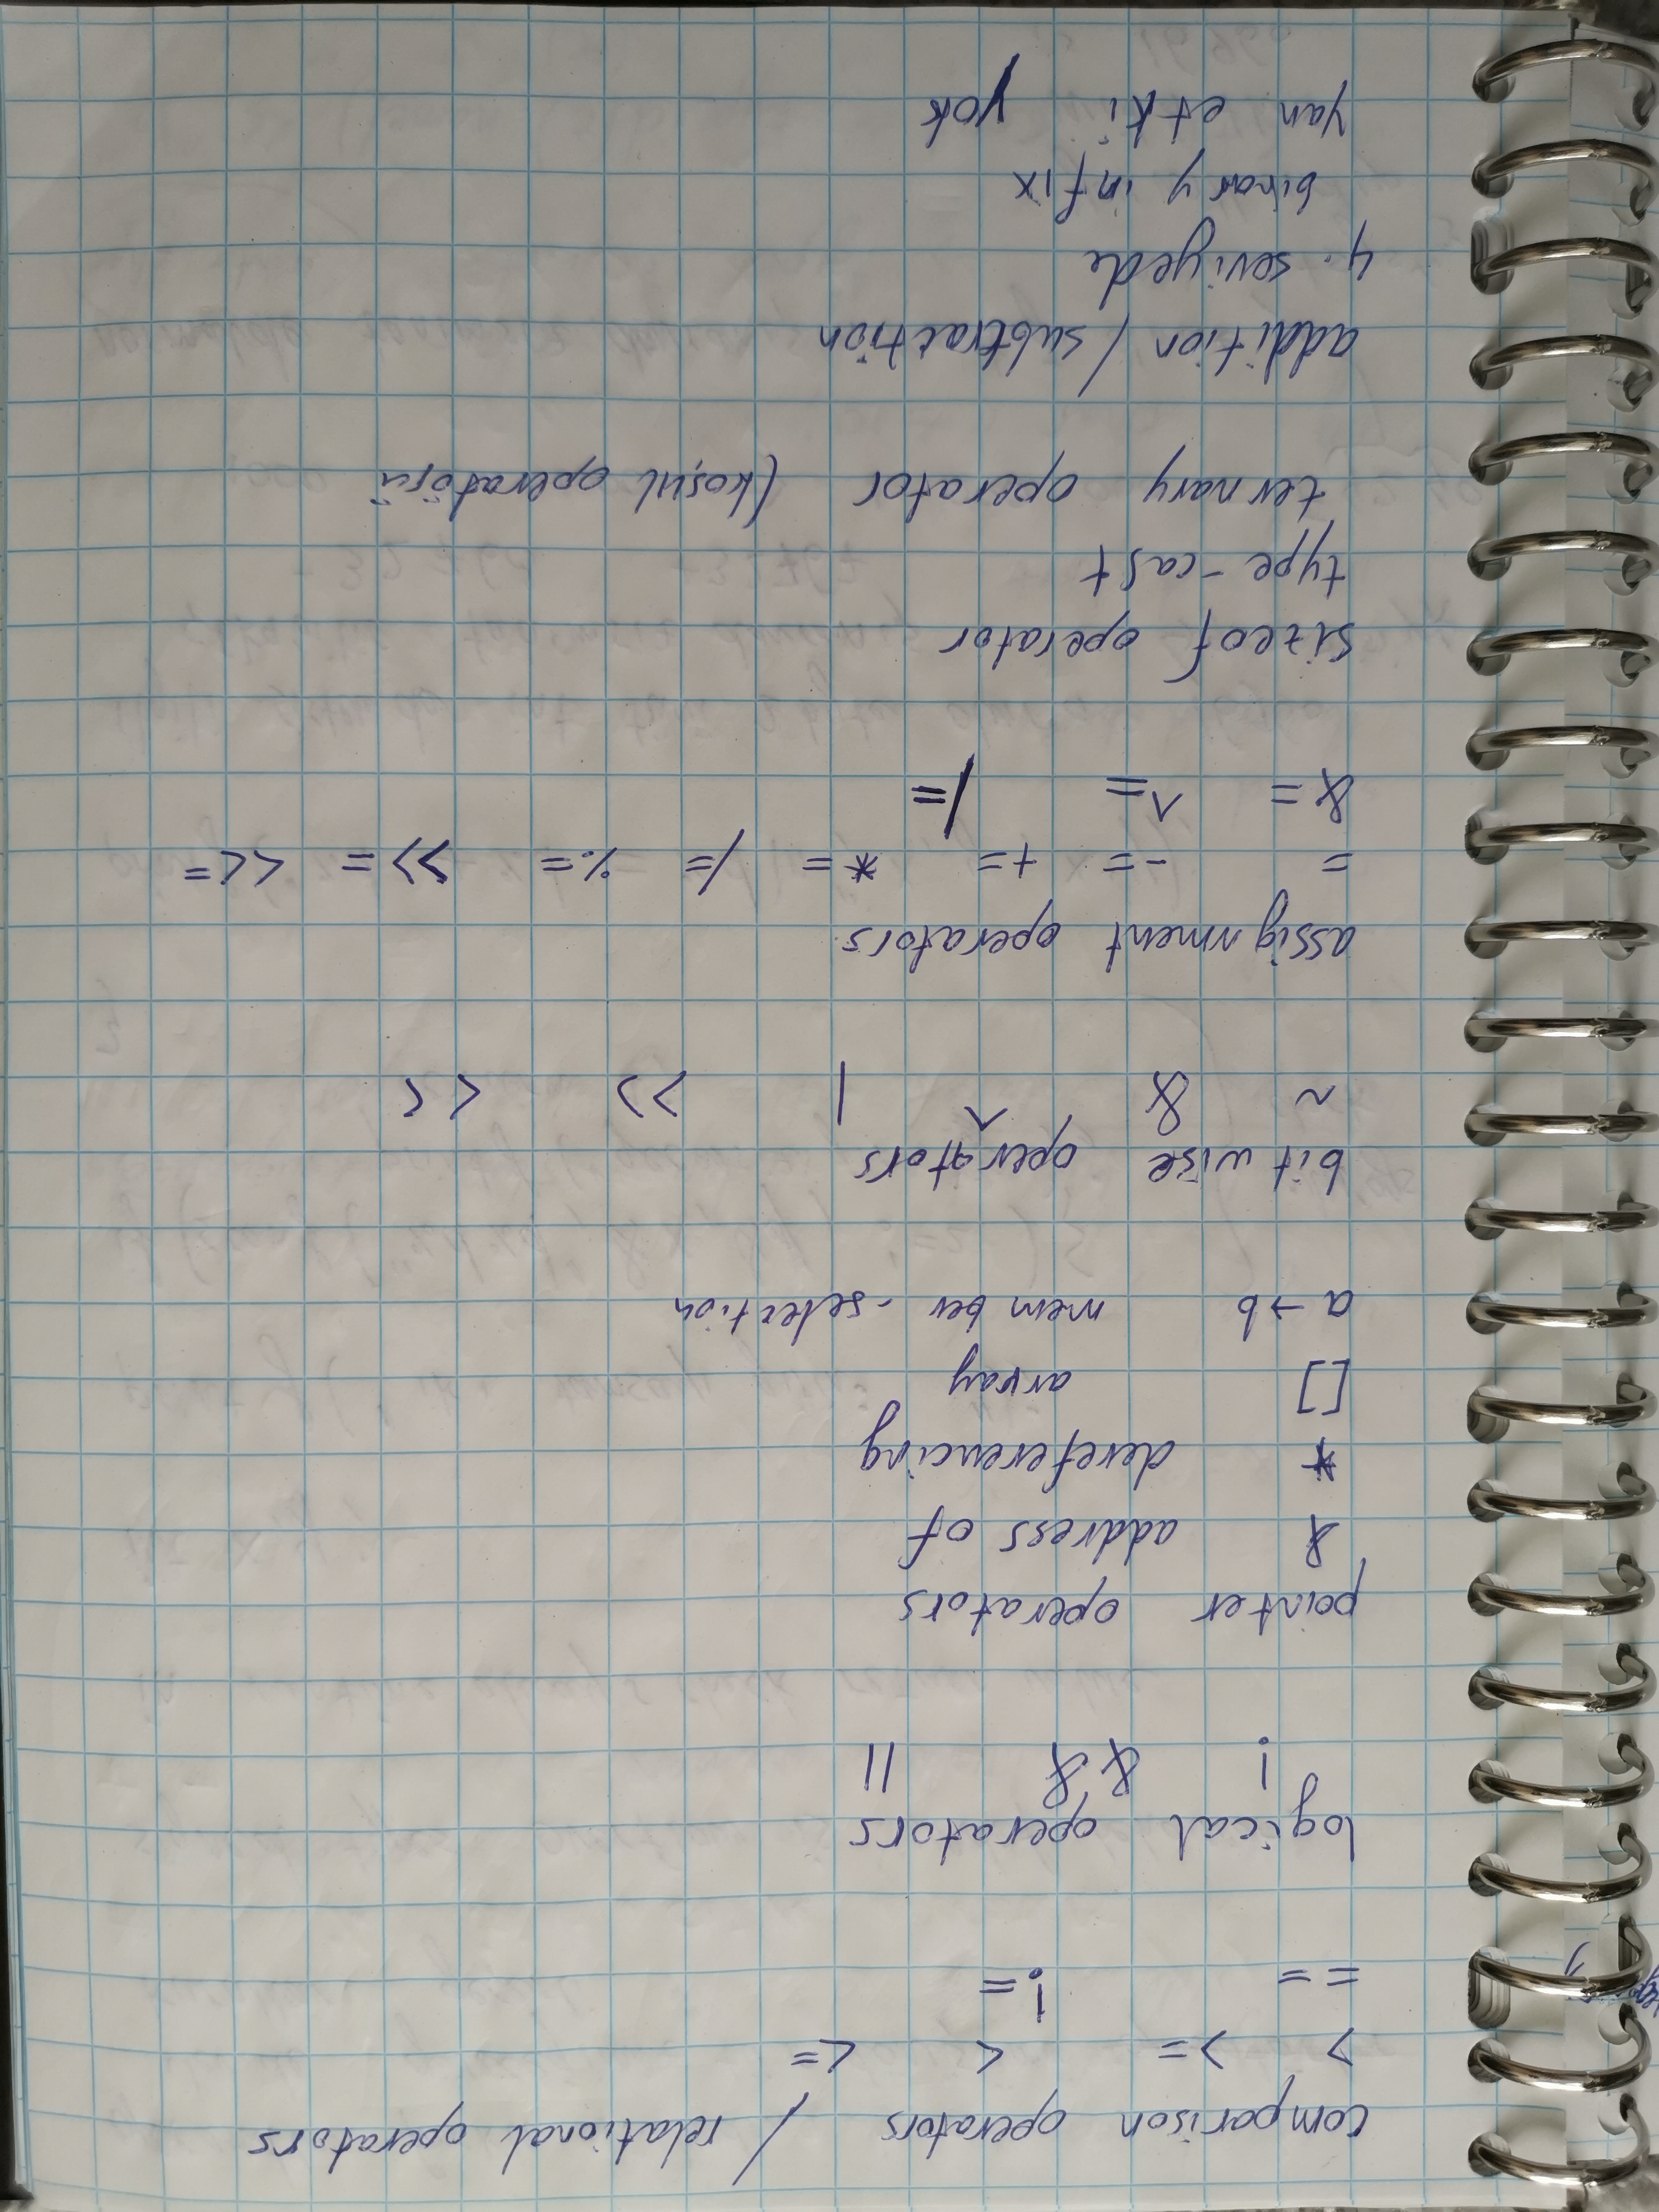 comparison operators / relational operators
> >= < <=
== !=
logical operators
! && ||
pointer operators
& address of
* dereferencing
[] array
a → b member-selection
bitwise operators
~ & ^ | >> <<
assignment operators
= -= += *= /= %= >>= <<=
&= ^= |=
sizeof operator
type-cast
ternary operator (koşul operatörü
addition / subtraction
4. seviyede
binary infix
yan etki yok